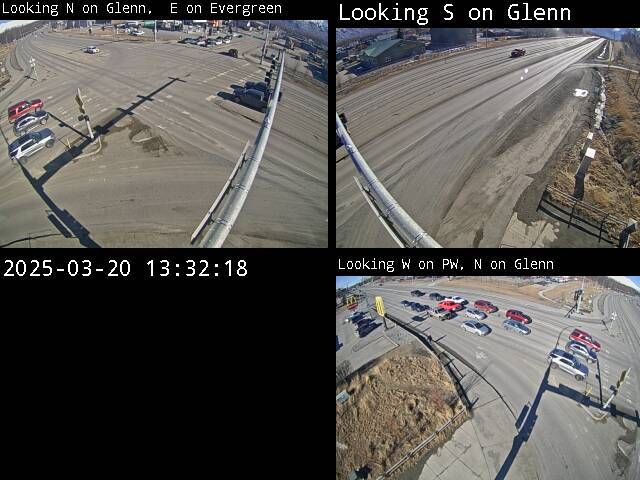 Looking N on Glenn,  E on Evergreen
Looking S on Glenn
2025-03-20 13:32:18
Looking W on PW, N on Glenn